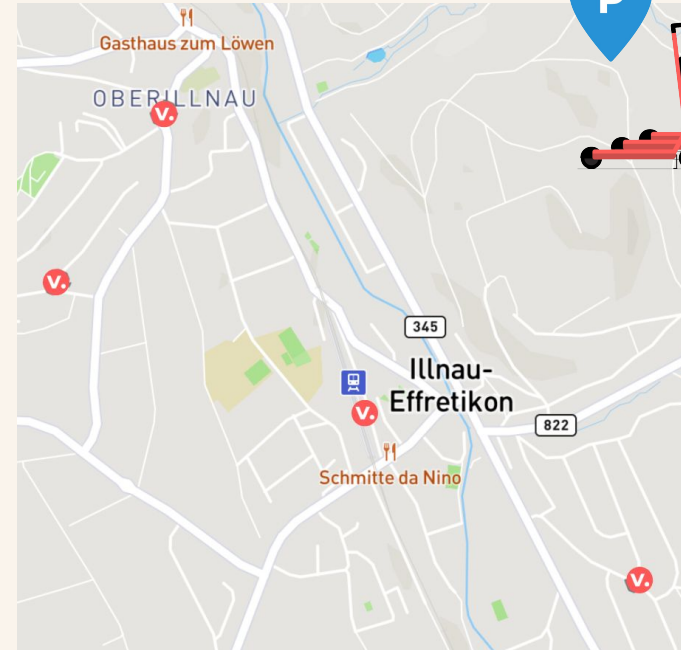 P
Gasthaus zum Löwen
OBERILLNAU
V.
V.
345
Illnau-
Effretikon
V.
822
Schmitte da Nino
V.